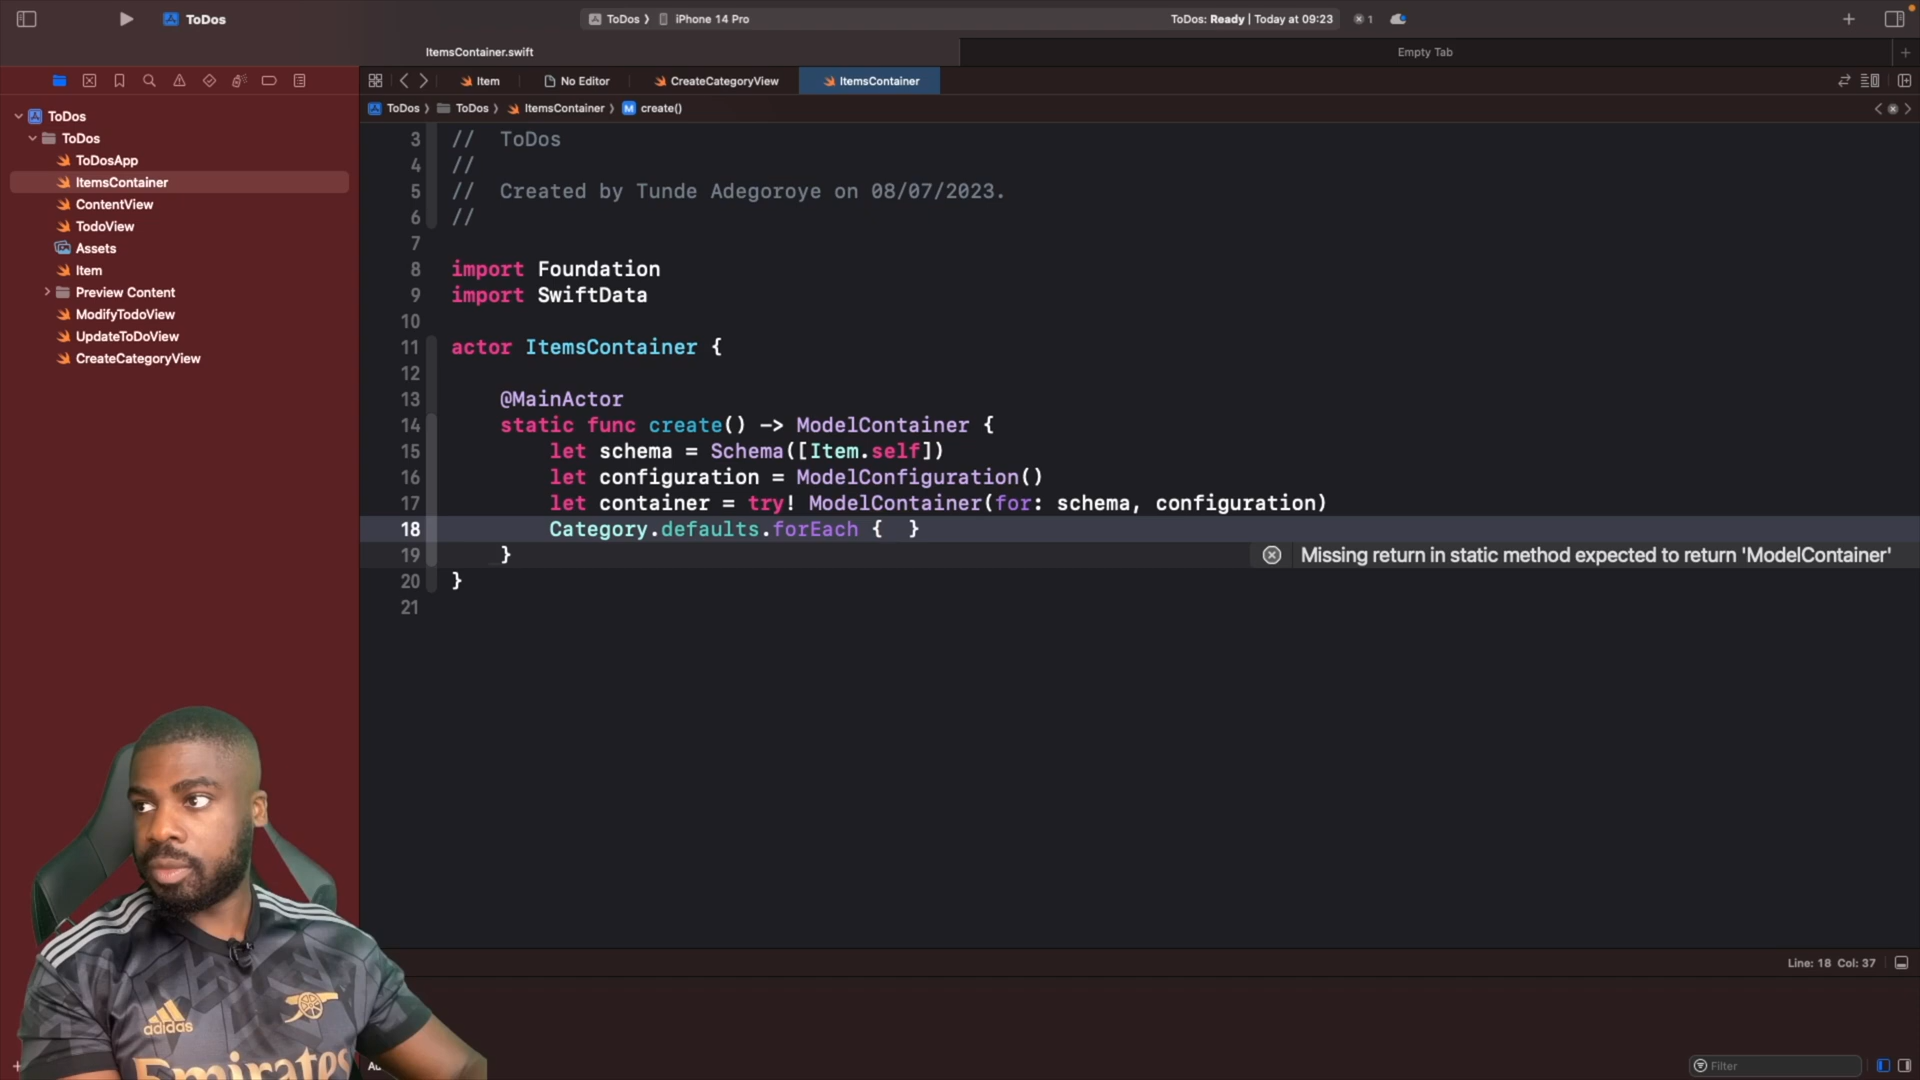 ToDos
ToDos
iPhone 14 Pro
ToDos: Ready | Today at 09:23
1
ItemsContainer.swift
Empty Tab
Item
No Editor
CreateCategoryView
ItemsContainer
ToDos
ToDos
ItemsContainer
M
create()
ToDos
ToDos
ToDosApp
ItemsContainer
ContentView
TodoView
Assets
Item
Preview Content
ModifyTodoView
UpdateToDoView
CreateCategoryView
3 // ToDos
4 //
5 // Created by Tunde Adegoroye on 08/07/2023.
6 //
7
8 import Foundation
9 import SwiftData
10
11 actor ItemsContainer {
12
13 @MainActor
14 static func create() -> ModelContainer {
15 let schema = Schema([Item.self])
16 let configuration = ModelConfiguration()
17 let container = try! ModelContainer(for: schema, configuration)
18 Category.defaults.forEach {  }
19 }
Missing return in static method expected to return 'ModelContainer'
20 }
21
Line: 18 Col: 37
Filter
adidas
Emirates